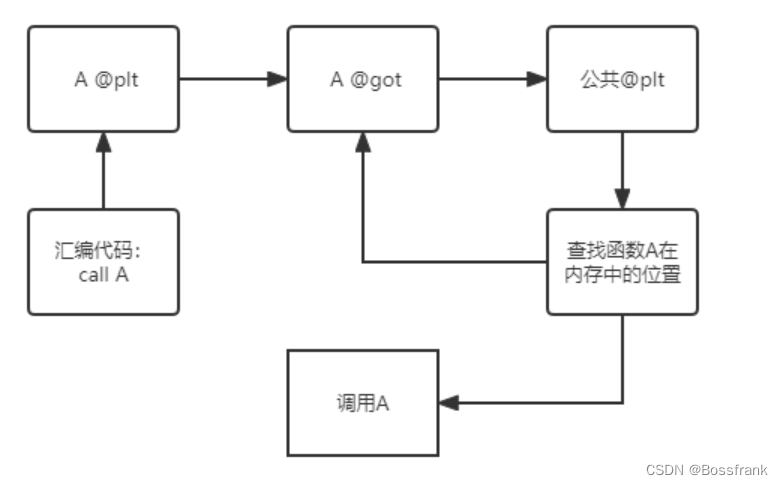 A @plt
A @got
公共@plt
汇编代码：
call A
查找函数A在
内存中的位置
调用A
CSDN @Bossfrank